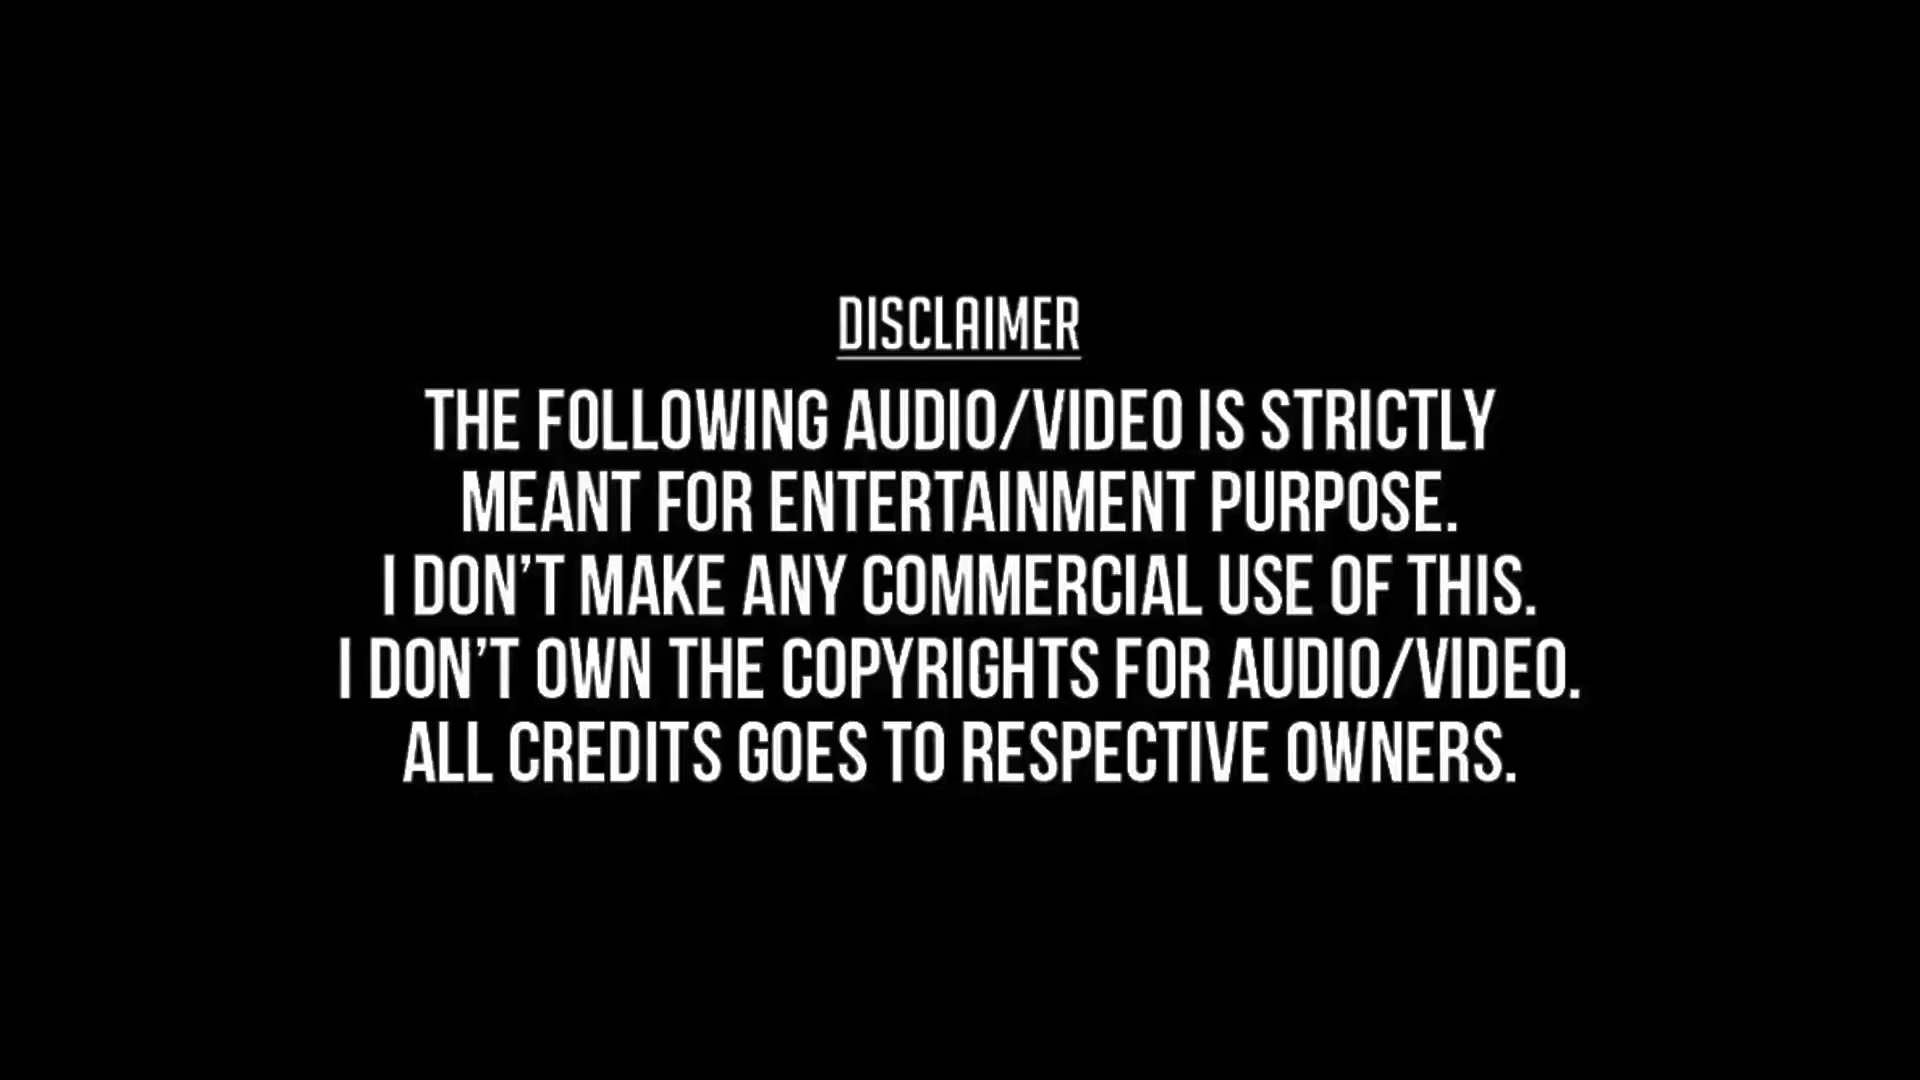 DISCLAIMER
THE FOLLOWING AUDIO/VIDEO IS STRICTLY
MEANT FOR ENTERTAINMENT PURPOSE.
I DON’T MAKE ANY COMMERCIAL USE OF THIS.
I DON’T OWN THE COPYRIGHTS FOR AUDIO/VIDEO.
ALL CREDITS GOES TO RESPECTIVE OWNERS.